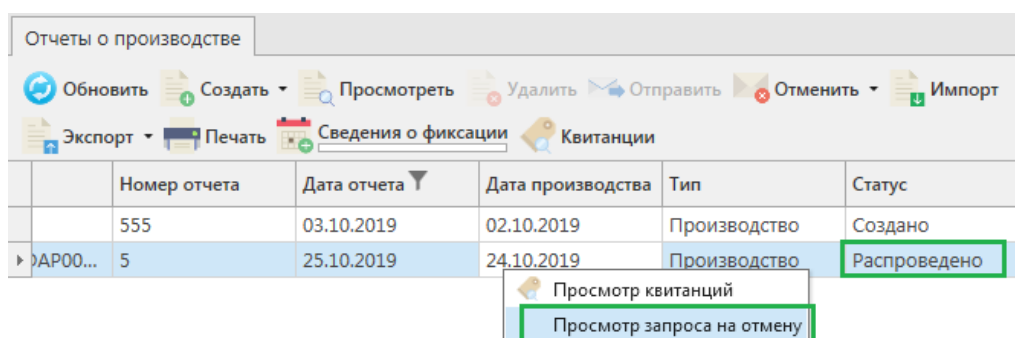 Отчеты о производстве
Обновить Создать Просмотреть Удалить Отправить Отменить Импорт
Экспорт Печать Сведения о фиксации Квитанции
Номер отчета Дата отчета Дата производства Тип Статус
555 03.10.2019 02.10.2019 Производство Создано
ОАР00... 5 25.10.2019 24.10.2019 Производство Распроведено
Просмотр квитанций
Просмотр запроса на отмену